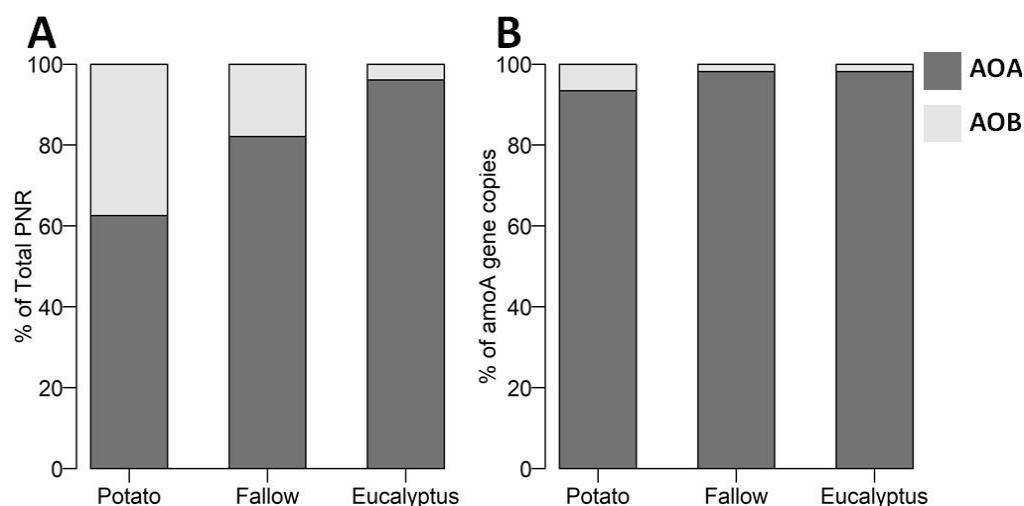 A
% of Total PNR
100
80
60
40
20
0
Potato Fallow Eucalyptus
B
% of amoA gene copies
100
80
60
40
20
0
Potato Fallow Eucalyptus
AOA
AOB